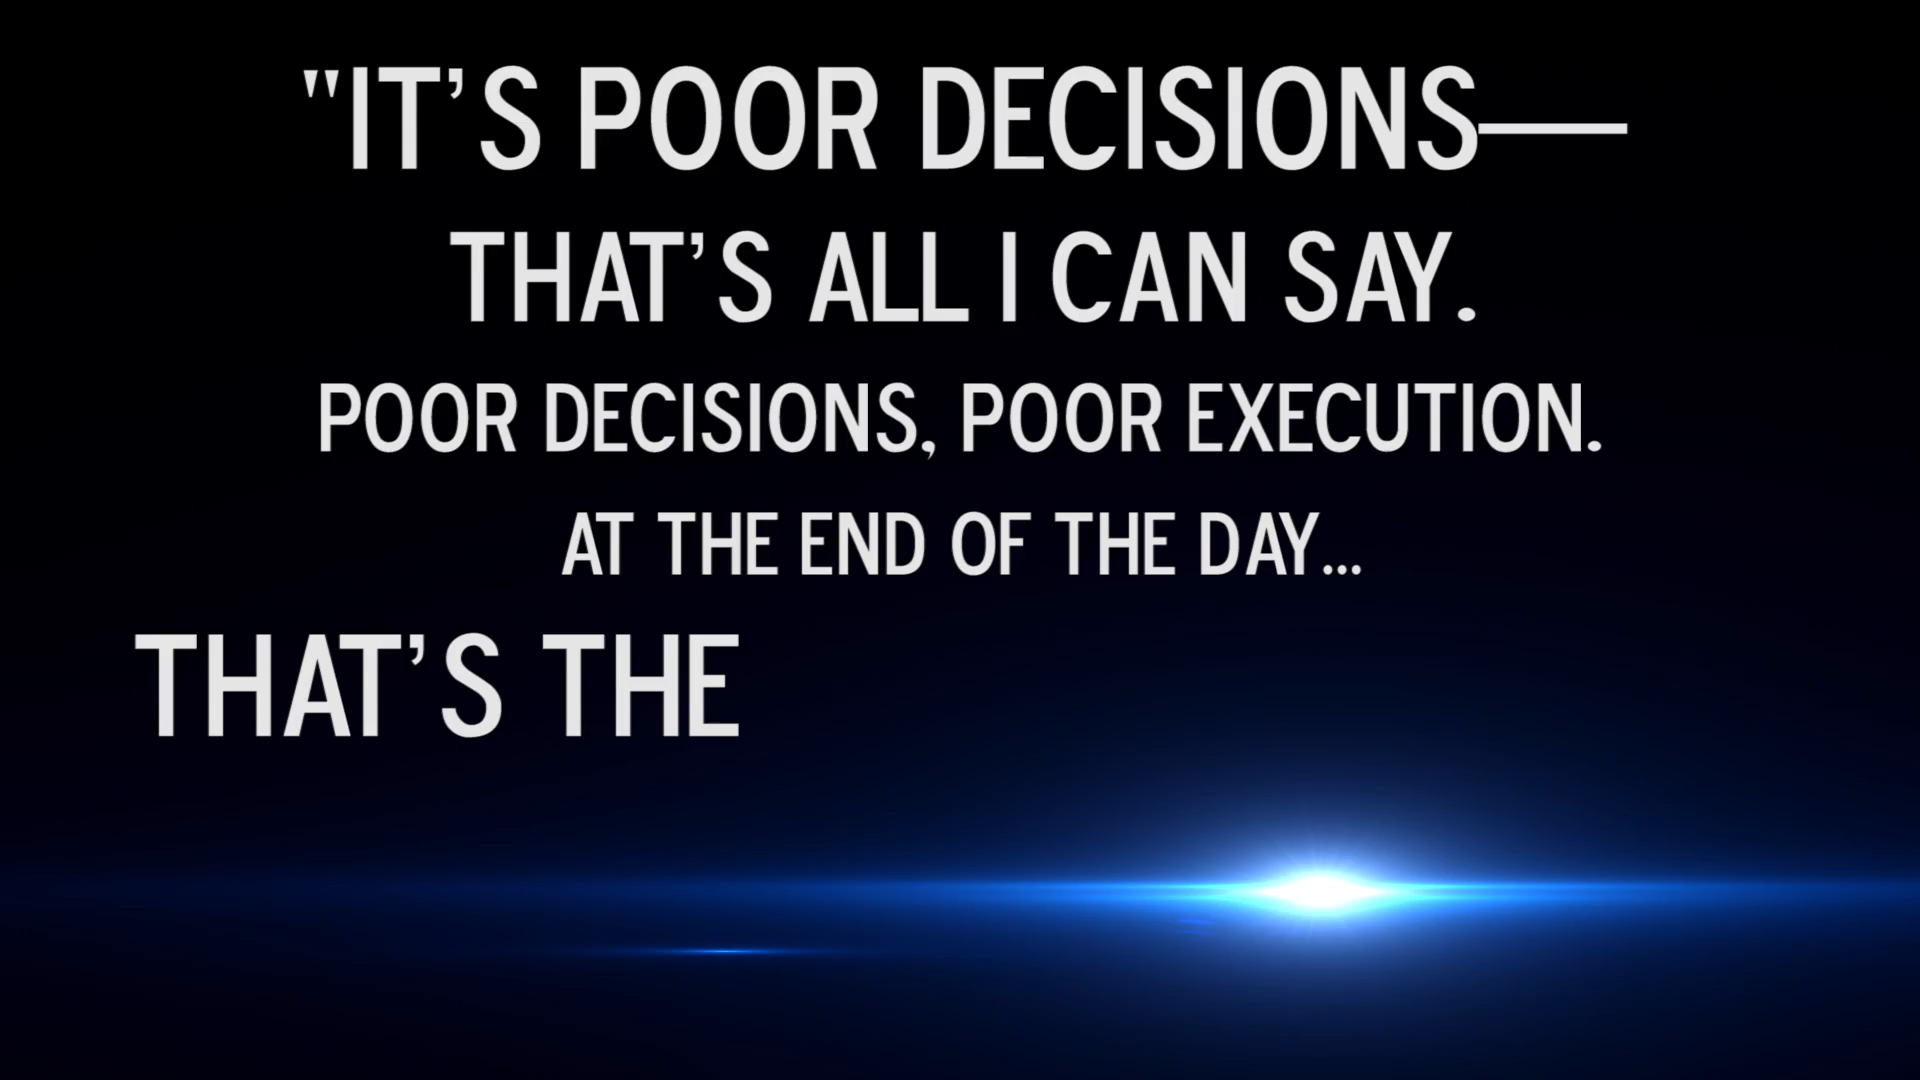 "IT’S POOR DECISIONS—
THAT’S ALL I CAN SAY.
POOR DECISIONS, POOR EXECUTION.
AT THE END OF THE DAY...
THAT’S THE